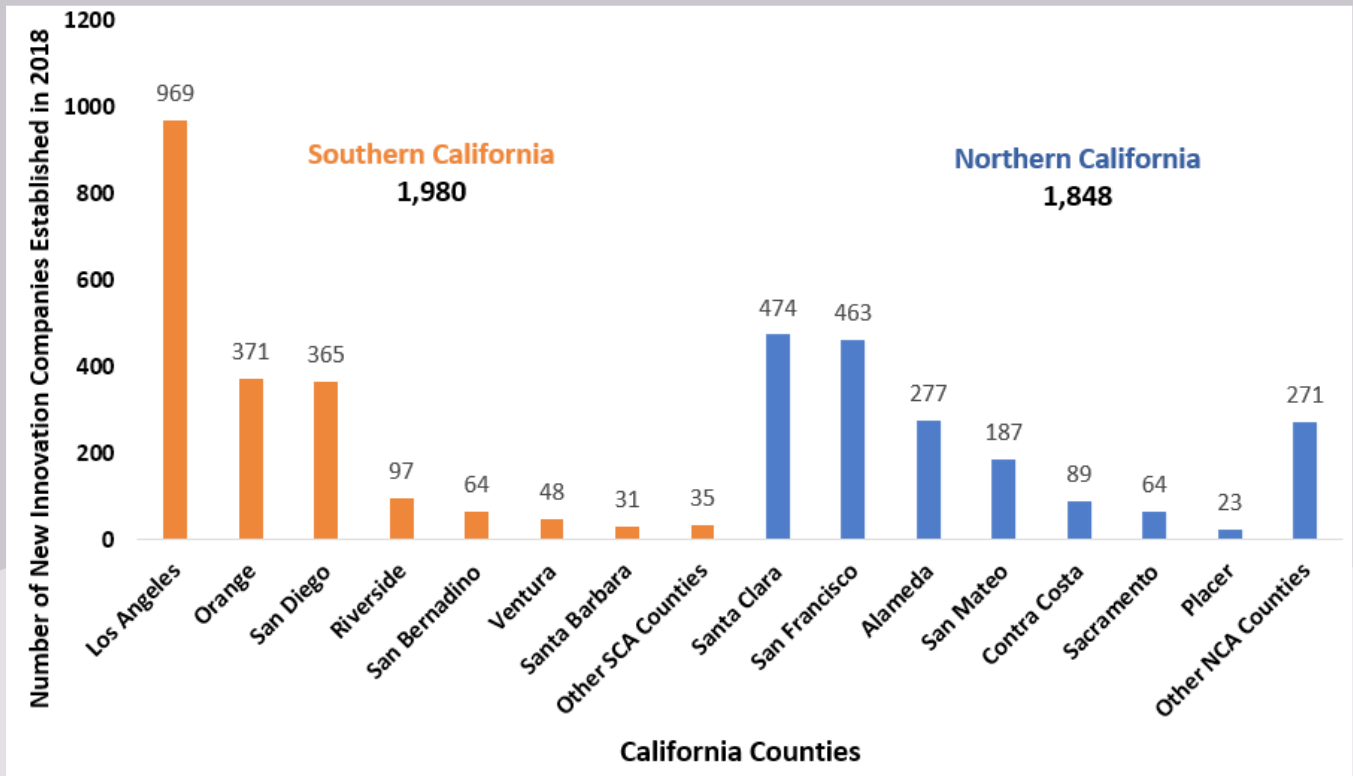 Number of New Innovation Companies Established in 2018
1200
1000
800
600
400
200
0
Southern California
1,980
Northern California
1,848
969
371
365
97
64
48
31
35
474
463
277
187
89
64
23
271
Los Angeles
Orange
San Diego
Riverside
San Bernadino
Ventura
Santa Barbara
Other SCA Counties
Santa Clara
San Francisco
Alameda
San Mateo
Contra Costa
Sacramento
Placer
Other NCA Counties
California Counties